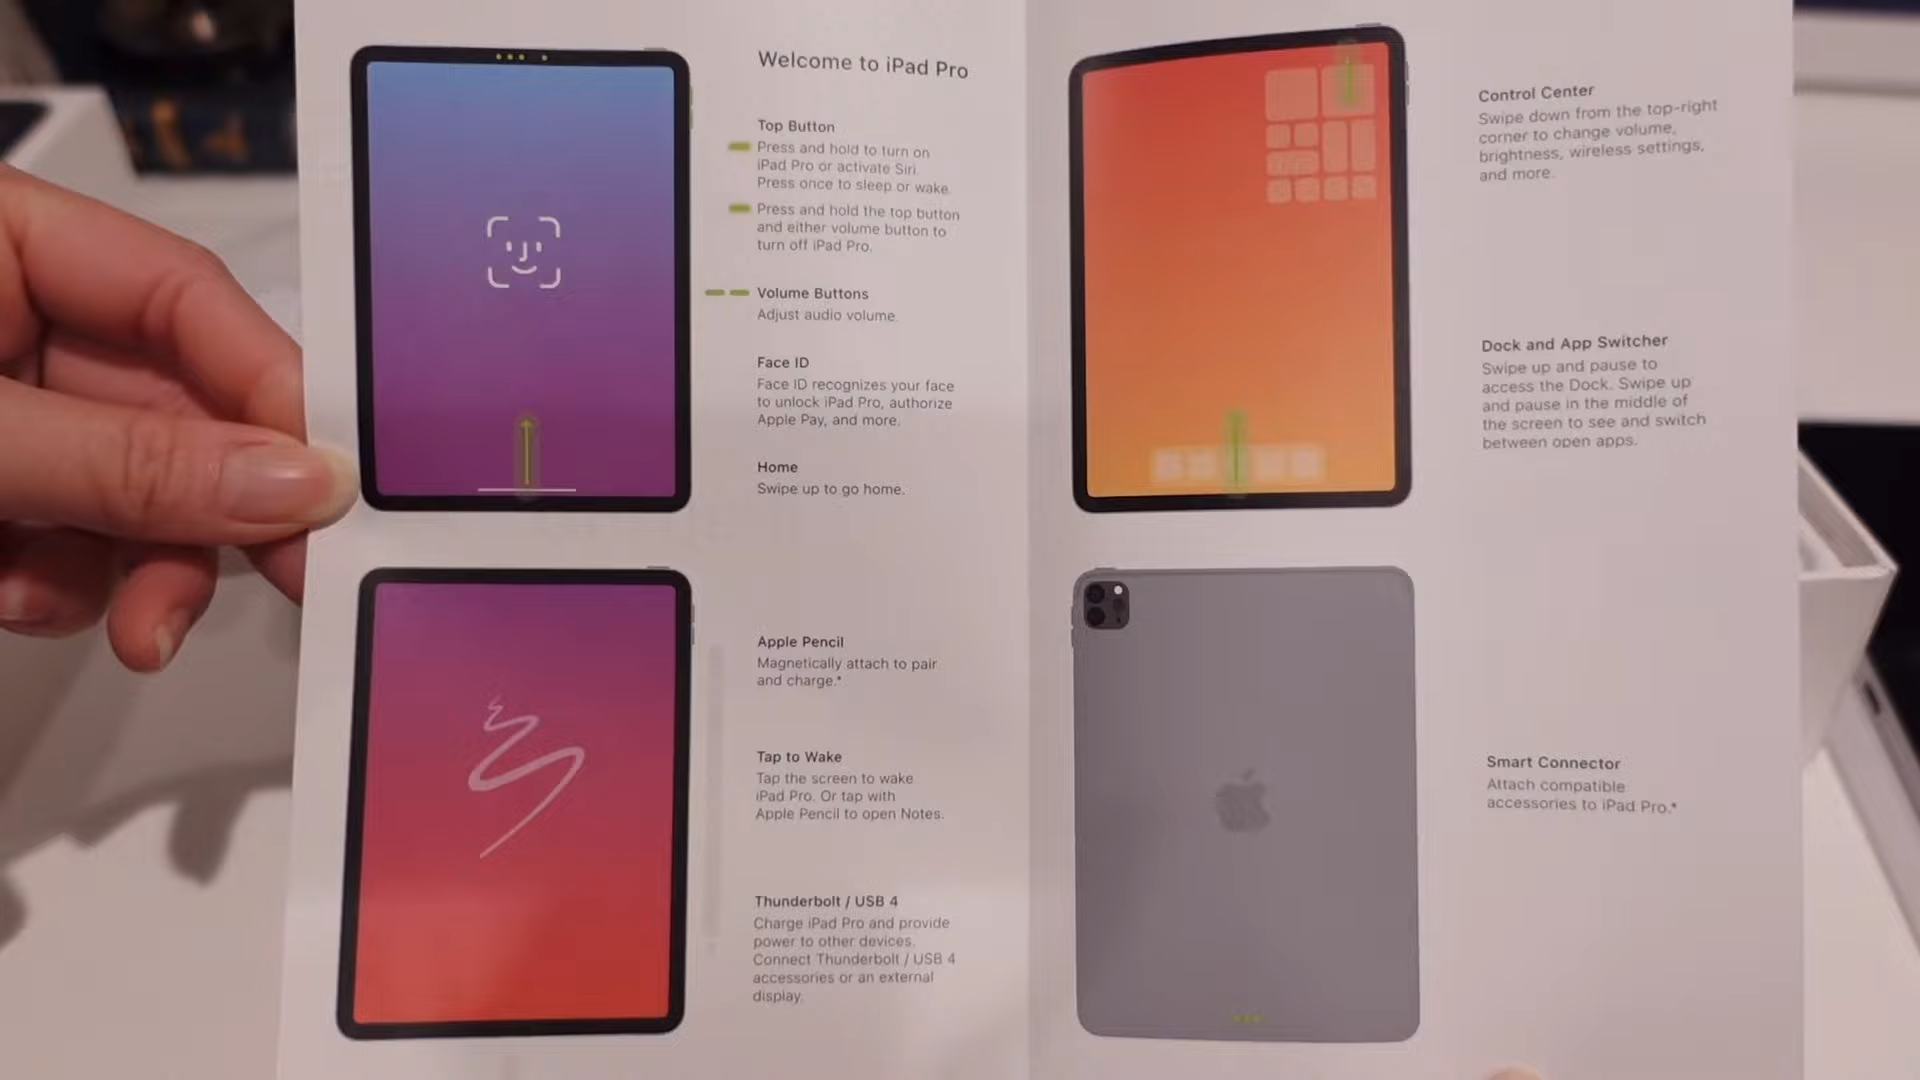 Welcome to iPad Pro
Top Button
Press and hold to turn on
iPad Pro or activate Siri.
Press once to sleep or wake.
Press and hold the top button
and either volume button to
turn off iPad Pro.
Volume Buttons
Adjust audio volume.
Face ID
Face ID recognizes your face
to unlock iPad Pro, authorize
Apple Pay, and more.
Home
Swipe up to go home.
Apple Pencil
Magnetically attach to pair
and charge.*
Tap to Wake
Tap the screen to wake
iPad Pro. Or tap with
Apple Pencil to open Notes.
Thunderbolt / USB 4
Charge iPad Pro and provide
power to other devices.
Connect Thunderbolt / USB 4
accessories or an external
display.
Control Center
Swipe down from the top-right
corner to change volume,
brightness, wireless settings,
and more.
Dock and App Switcher
Swipe up and pause to
access the Dock. Swipe up
and pause in the middle of
the screen to see and switch
between open apps.
Smart Connector
Attach compatible
accessories to iPad Pro.*